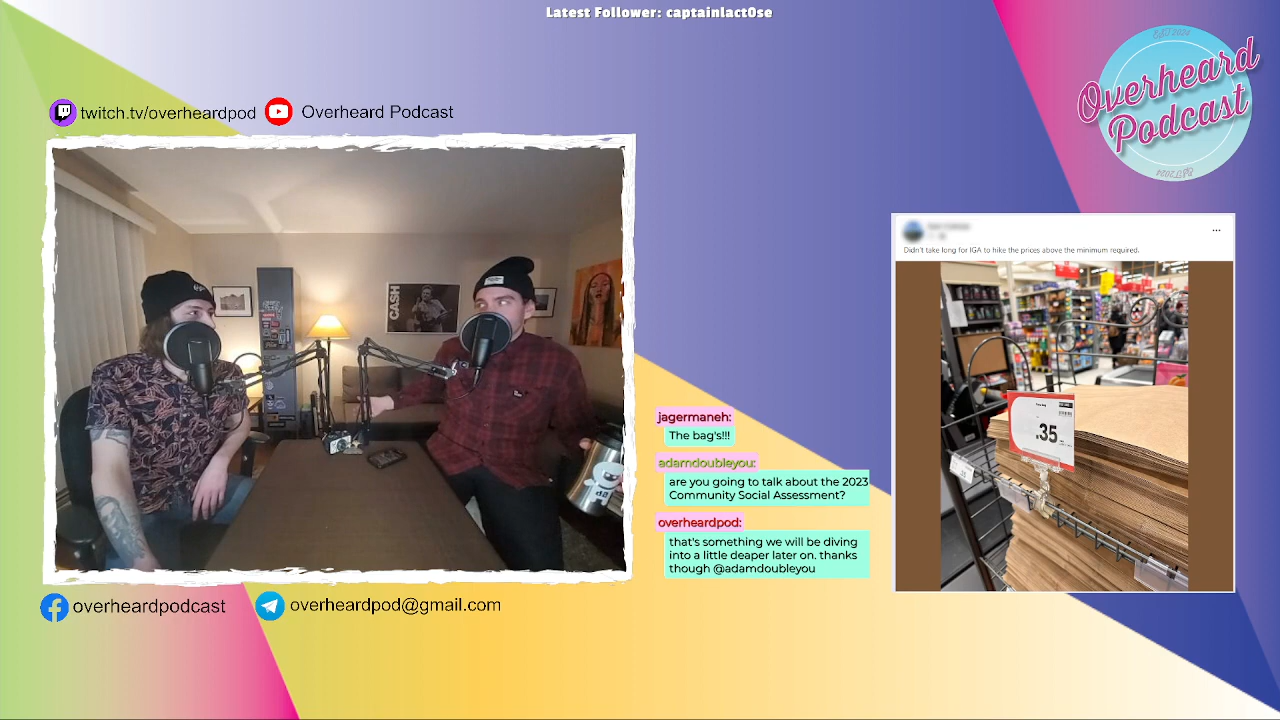 Latest Follower: captainlact0se
Overheard
Podcast
twitch.tv/overheardpod
Overheard Podcast
CASH
Didn't take long for IGA to hike the prices above the minimum required.
.35
jagermaneh:
The bag's!!!
adamdoubleyou:
are you going to talk about the 2023
Community Social Assessment?
overheardpod:
that's something we will be diving
into a little deaper later on. thanks
though @adamdoubleyou
overheardpodcast
overheardpod@gmail.com